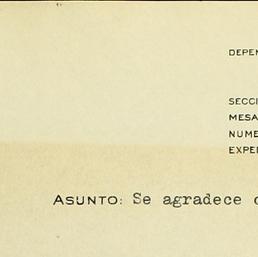 DEPEN
SECCI
MESA
NUME
EXPE
ASUNTO: Se agradece